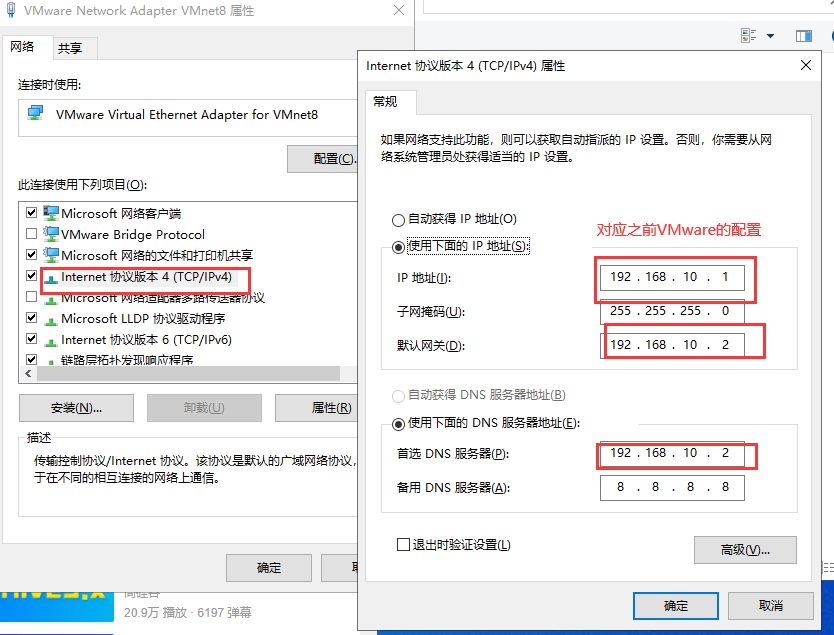 VMware Network Adapter VMnet8 属性
网络
共享
连接时使用:
VMware Virtual Ethernet Adapter for VMnet8
配置(C)...
此连接使用下列项目(O):
Microsoft 网络客户端
VMware Bridge Protocol
Microsoft 网络的文件和打印机共享
Internet 协议版本 4 (TCP/IPv4)
Microsoft 网络适配器多路传送器协议
Microsoft LLDP 协议驱动程序
Internet 协议版本 6 (TCP/IPv6)
链路层拓扑发现响应程序
安装(N)...
卸载(U)
属性(R)
描述
传输控制协议/Internet 协议。该协议是默认的广域网络协议，
于在不同的相互连接的网络上通信。
确定
20.9万 播放 · 6197 弹幕
Internet 协议版本 4 (TCP/IPv4) 属性
常规
如果网络支持此功能，则可以获取自动指派的 IP 设置。否则，你需要从网
络系统管理员处获得适当的 IP 设置。
自动获得 IP 地址(O)
对应之前VMware的配置
使用下面的 IP 地址(S):
IP 地址(I):
192 . 168 . 10 . 1
子网掩码(U):
255 . 255 . 255 . 0
默认网关(D):
192 . 168 . 10 . 2
自动获得 DNS 服务器地址(B)
使用下面的 DNS 服务器地址(E):
首选 DNS 服务器(P):
192 . 168 . 10 . 2
备用 DNS 服务器(A):
8 . 8 . 8 . 8
退出时验证设置(L)
高级(V)...
确定
取消